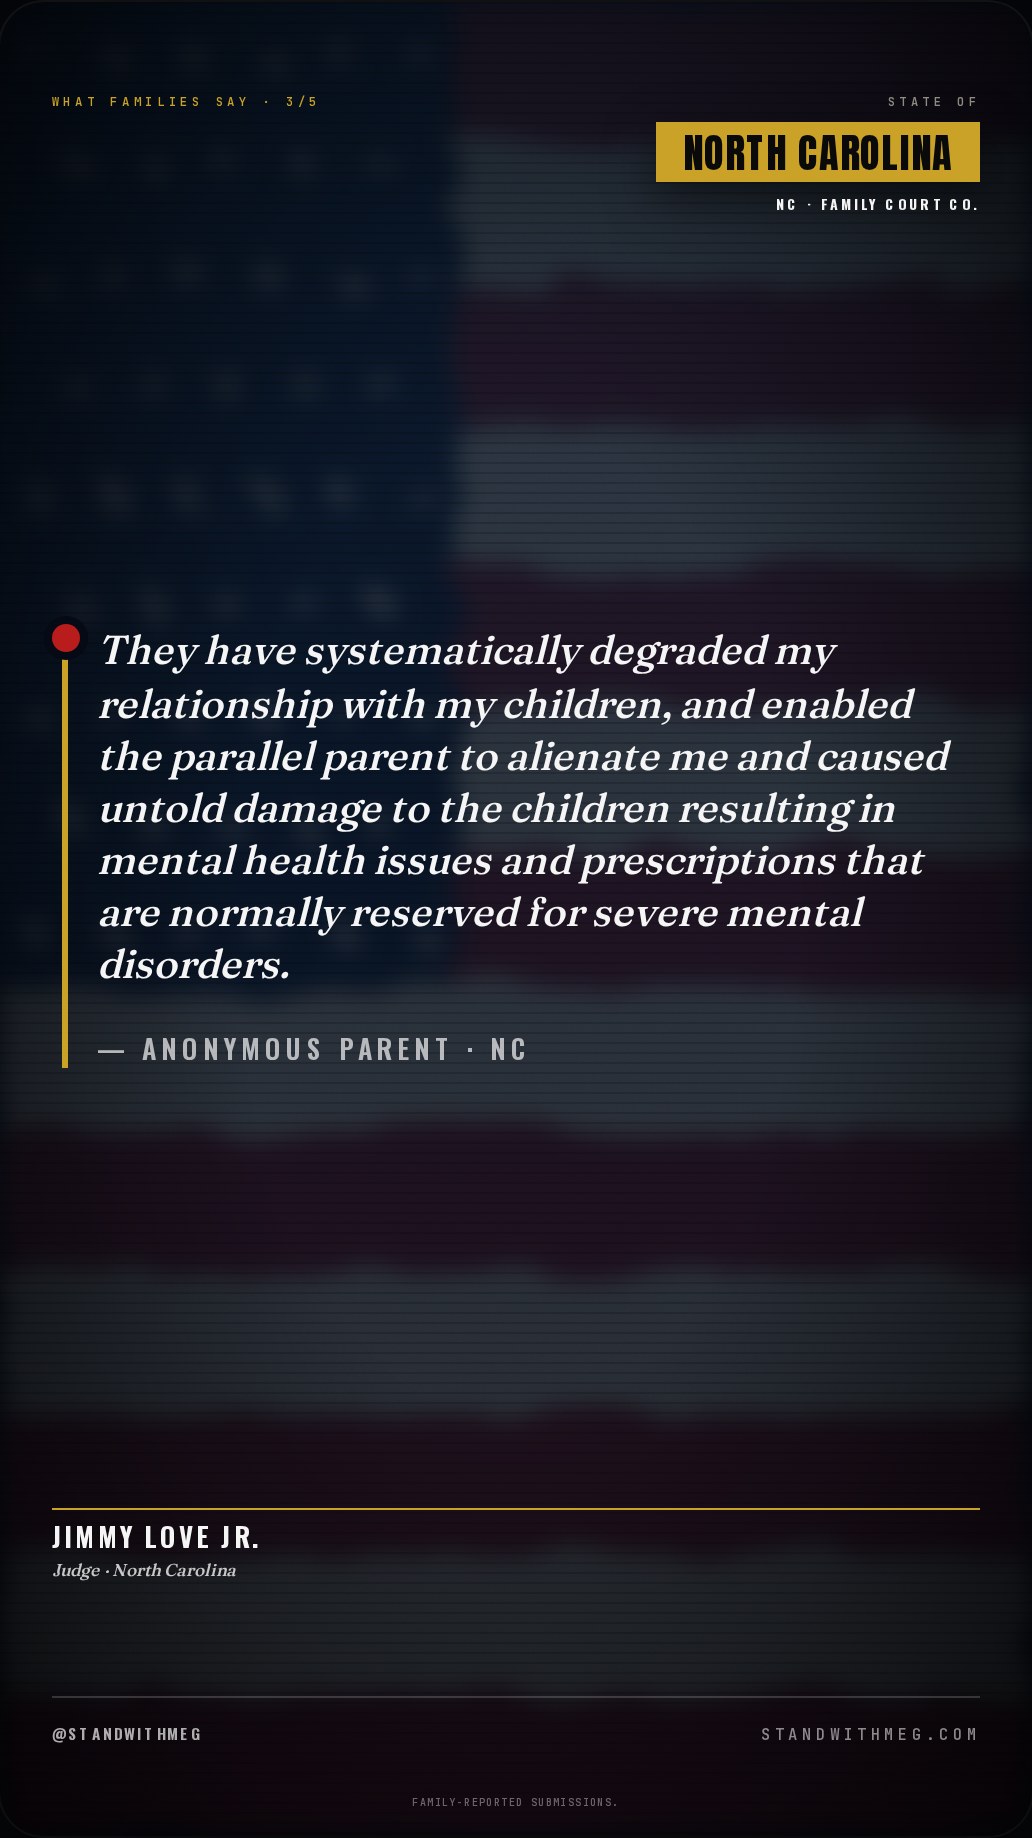 WHAT FAMILIES SAY · 3/5
STATE OF
NORTH CAROLINA
NC · FAMILY COURT CO.
They have systematically degraded my
relationship with my children, and enabled
the parallel parent to alienate me and caused
untold damage to the children resulting in
mental health issues and prescriptions that
are normally reserved for severe mental
disorders.
— ANONYMOUS PARENT · NC
JIMMY LOVE JR.
Judge · North Carolina
@STANDWITHMEG
STANDWITHMEG.COM
FAMILY-REPORTED SUBMISSIONS.